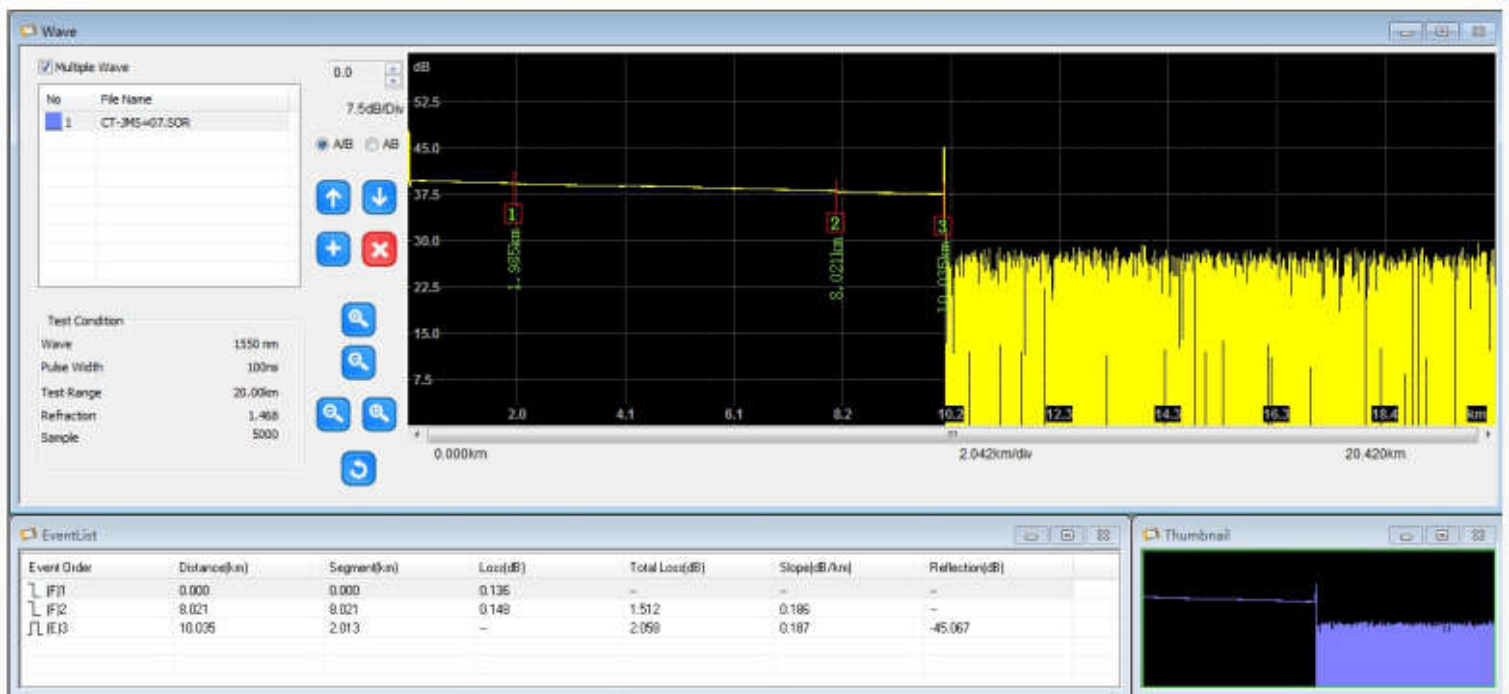 Wave
Multiple Wave
No File Name
1 CT-JMS=07.SOR
0.0
7.5dB/Div
A/B AB
dB
52.5
45.0
37.5
30.0
22.5
15.0
7.5
1
1.985km
2
8.021km
3
10.035km
2.0 4.1 6.1 8.2 10.2 12.3 14.3 16.3 18.4 km
0.000km 2.042km/div 20.420km
Test Condition
Wave 1550 nm
Pulse Width 100ns
Test Range 20.00km
Refraction 1.468
Sample 5000
EventList
Event Order Distance(km) Segment(km) Loss(dB) Total Loss(dB) Slope(dB/km) Reflection(dB)
(F)1 0.000 0.000 0.136 -- -- --
(F)2 8.021 8.021 0.148 1.512 0.186 --
(E)3 10.035 2.013 -- 2.058 0.187 -45.067
Thumbnail